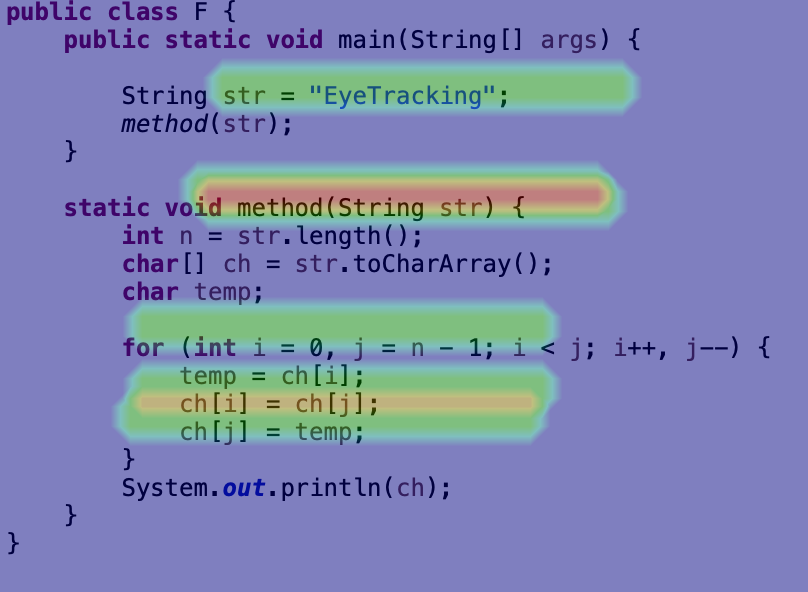 public class F {
public static void main(String[] args) {
String str = "EyeTracking";
method(str);
}
static void method(String str) {
int n = str.length();
char[] ch = str.toCharArray();
char temp;
for (int i = 0, j = n - 1; i < j; i++, j--) {
temp = ch[i];
ch[i] = ch[j];
ch[j] = temp;
}
System.out.println(ch);
}
}